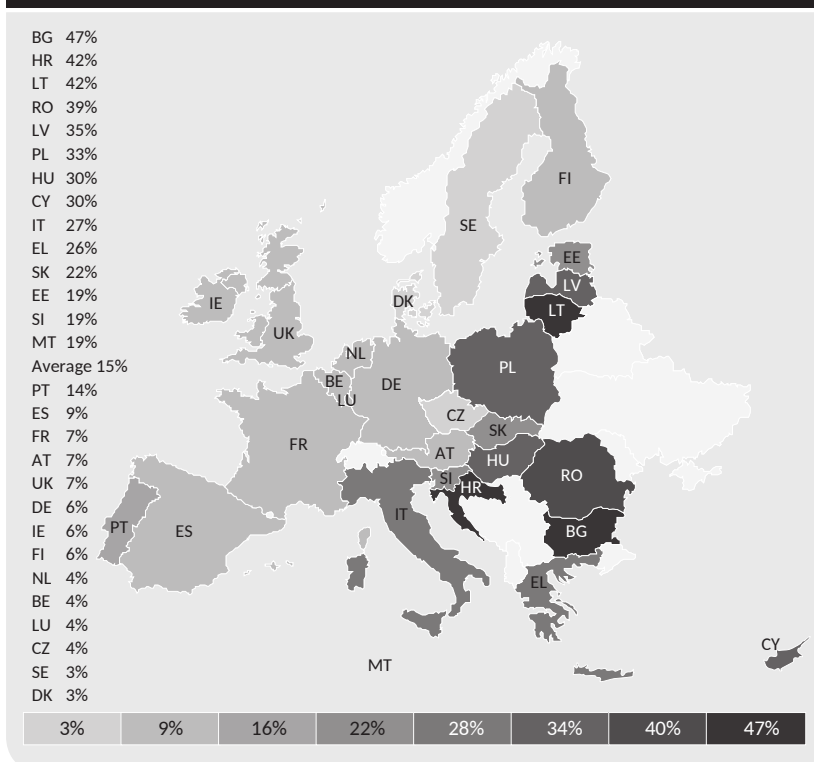 BG 47%
HR 42%
LT 42%
RO 39%
LV 35%
PL 33%
HU 30%
CY 30%
IT 27%
EL 26%
SK 22%
EE 19%
SI 19%
MT 19%
Average 15%
PT 14%
ES 9%
FR 7%
AT 7%
UK 7%
DE 6%
IE 6%
FI 6%
NL 4%
BE 4%
LU 4%
CZ 4%
SE 3%
DK 3%
FI
SE
EE
LV
DK
IE
LT
UK
NL
PL
BE
DE
LU
CZ
SK
FR
AT
HU
SI
RO
HR
IT
PT
ES
BG
EL
CY
MT
3% 9% 16% 22% 28% 34% 40% 47%